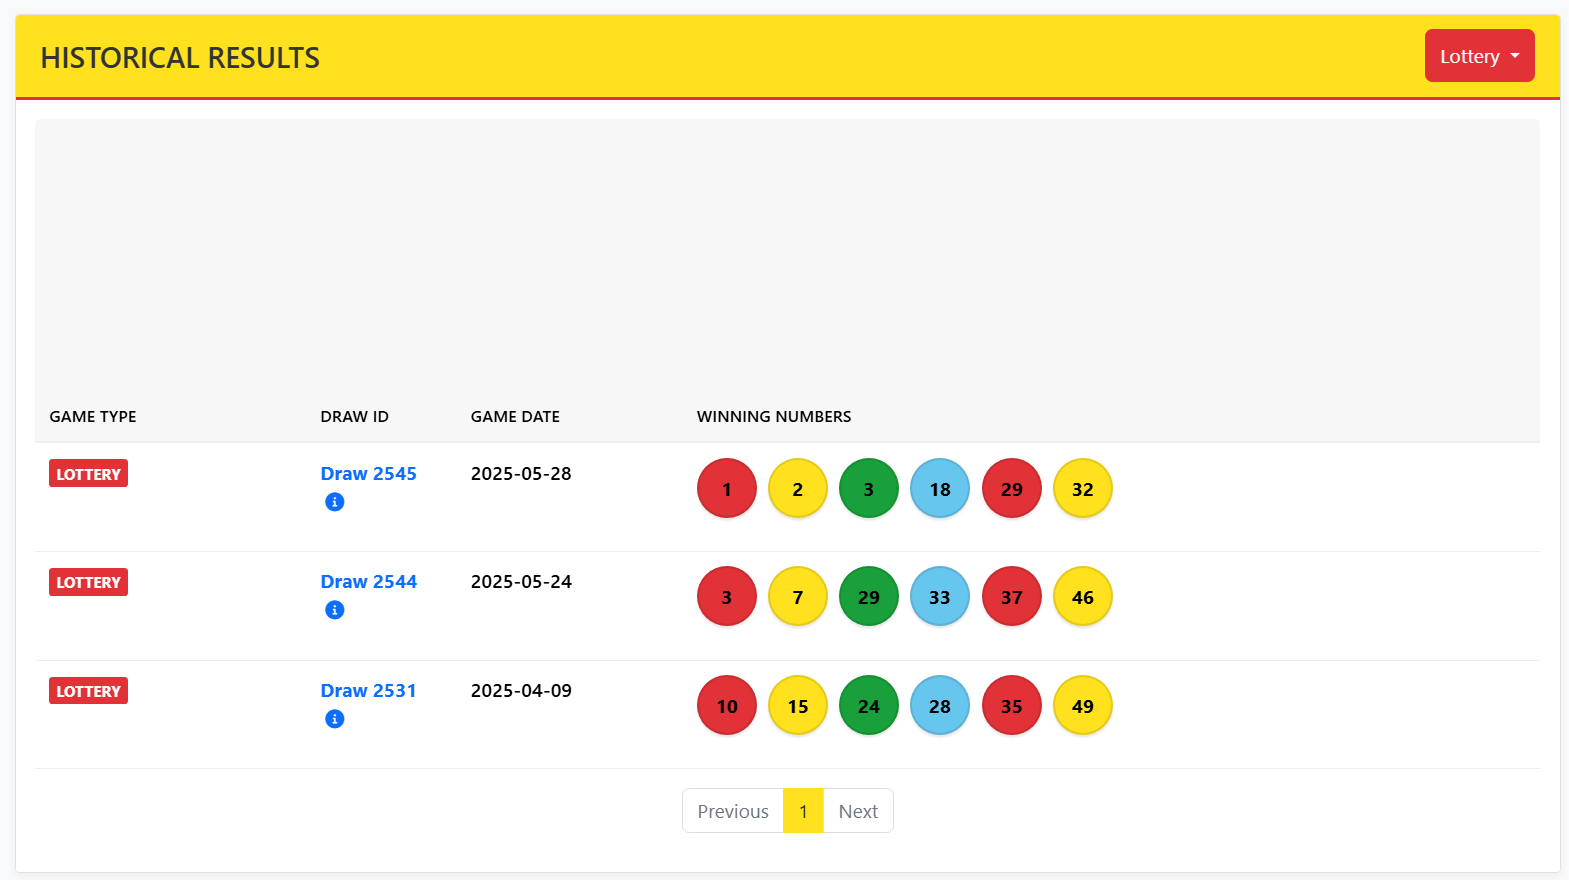 HISTORICAL RESULTS
Lottery
GAME TYPE DRAW ID GAME DATE WINNING NUMBERS
LOTTERY Draw 2545 2025-05-28 1 2 3 18 29 32
LOTTERY Draw 2544 2025-05-24 3 7 29 33 37 46
LOTTERY Draw 2531 2025-04-09 10 15 24 28 35 49
Previous 1 Next